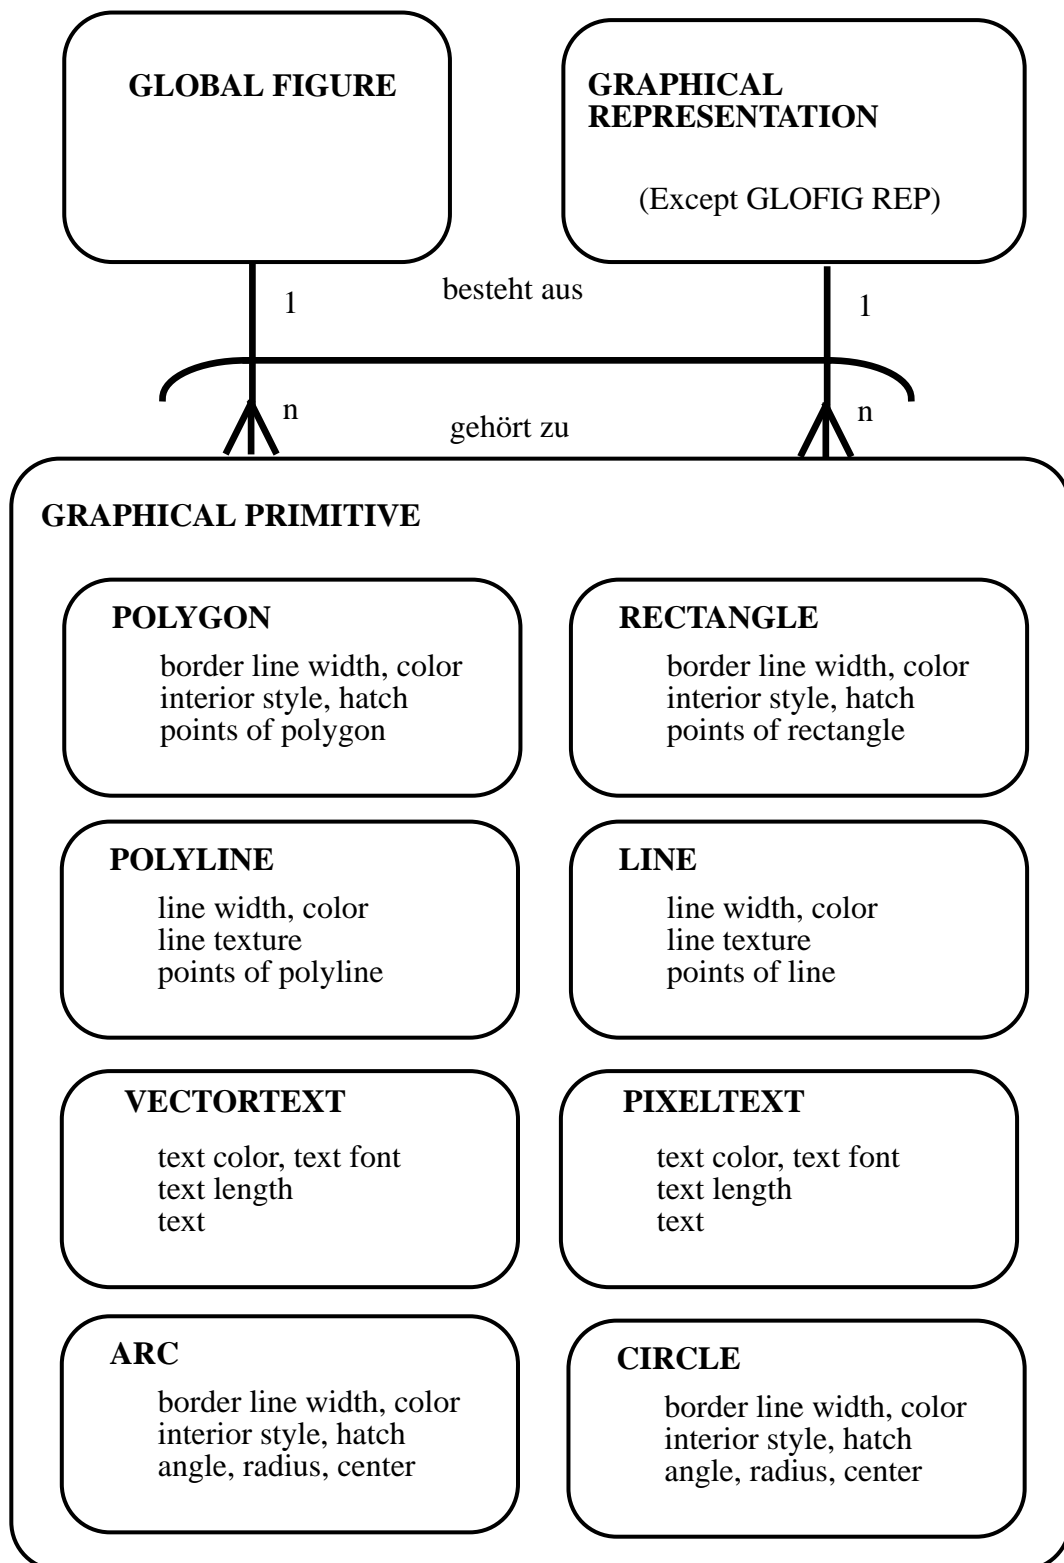 GLOBAL FIGURE
GRAPHICAL
REPRESENTATION
(Except GLOFIG REP)
1
besteht aus
1
n
gehört zu
n
GRAPHICAL PRIMITIVE
POLYGON
border line width, color
interior style, hatch
points of polygon
RECTANGLE
border line width, color
interior style, hatch
points of rectangle
POLYLINE
line width, color
line texture
points of polyline
LINE
line width, color
line texture
points of line
VECTORTEXT
text color, text font
text length
text
PIXELTEXT
text color, text font
text length
text
ARC
border line width, color
interior style, hatch
angle, radius, center
CIRCLE
border line width, color
interior style, hatch
angle, radius, center